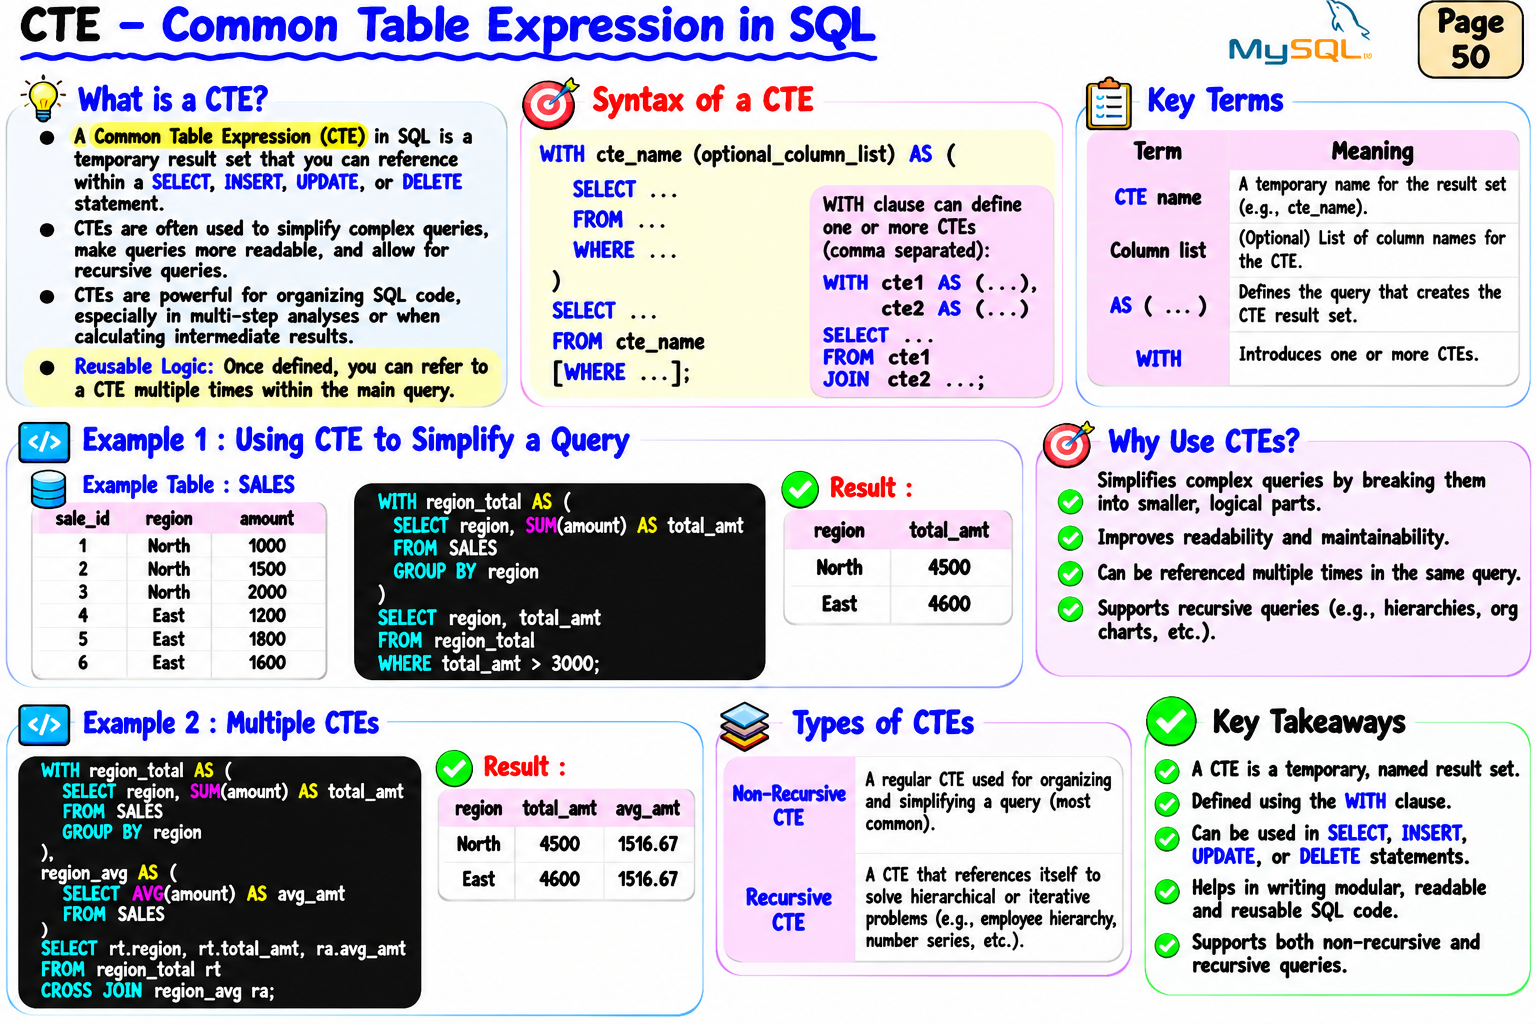 CTE – Common Table Expression in SQL
MySQL
Page
50
What is a CTE?
● A Common Table Expression (CTE) in SQL is a
temporary result set that you can reference
within a SELECT, INSERT, UPDATE, or DELETE
statement.
● CTEs are often used to simplify complex queries,
make queries more readable, and allow for
recursive queries.
● CTEs are powerful for organizing SQL code,
especially in multi-step analyses or when
calculating intermediate results.
● Reusable Logic: Once defined, you can refer to
a CTE multiple times within the main query.
Syntax of a CTE
WITH cte_name (optional_column_list) AS (
SELECT ...
FROM ...
WHERE ...
)
SELECT ...
FROM cte_name
[WHERE ...];
WITH clause can define
one or more CTEs
(comma separated):
WITH cte1 AS (...),
cte2 AS (...)
SELECT ...
FROM cte1
JOIN cte2 ...;
Key Terms
Term Meaning
CTE name A temporary name for the result set
(e.g., cte_name).
Column list (Optional) List of column names for
the CTE.
AS ( ... ) Defines the query that creates the
CTE result set.
WITH Introduces one or more CTEs.
</> Example 1 : Using CTE to Simplify a Query
Example Table : SALES
sale_id region amount
1 North 1000
2 North 1500
3 North 2000
4 East 1200
5 East 1800
6 East 1600
WITH region_total AS (
SELECT region, SUM(amount) AS total_amt
FROM SALES
GROUP BY region
)
SELECT region, total_amt
FROM region_total
WHERE total_amt > 3000;
Result :
region total_amt
North 4500
East 4600
Why Use CTEs?
Simplifies complex queries by breaking them
into smaller, logical parts.
Improves readability and maintainability.
Can be referenced multiple times in the same query.
Supports recursive queries (e.g., hierarchies, org
charts, etc.).
</> Example 2 : Multiple CTEs
WITH region_total AS (
SELECT region, SUM(amount) AS total_amt
FROM SALES
GROUP BY region
),
region_avg AS (
SELECT AVG(amount) AS avg_amt
FROM SALES
)
SELECT rt.region, rt.total_amt, ra.avg_amt
FROM region_total rt
CROSS JOIN region_avg ra;
Result :
region total_amt avg_amt
North 4500 1516.67
East 4600 1516.67
Types of CTEs
Non-Recursive
CTE
A regular CTE used for organizing
and simplifying a query (most
common).
Recursive
CTE
A CTE that references itself to
solve hierarchical or iterative
problems (e.g., employee hierarchy,
number series, etc.).
Key Takeaways
A CTE is a temporary, named result set.
Defined using the WITH clause.
Can be used in SELECT, INSERT,
UPDATE, or DELETE statements.
Helps in writing modular, readable
and reusable SQL code.
Supports both non-recursive and
recursive queries.